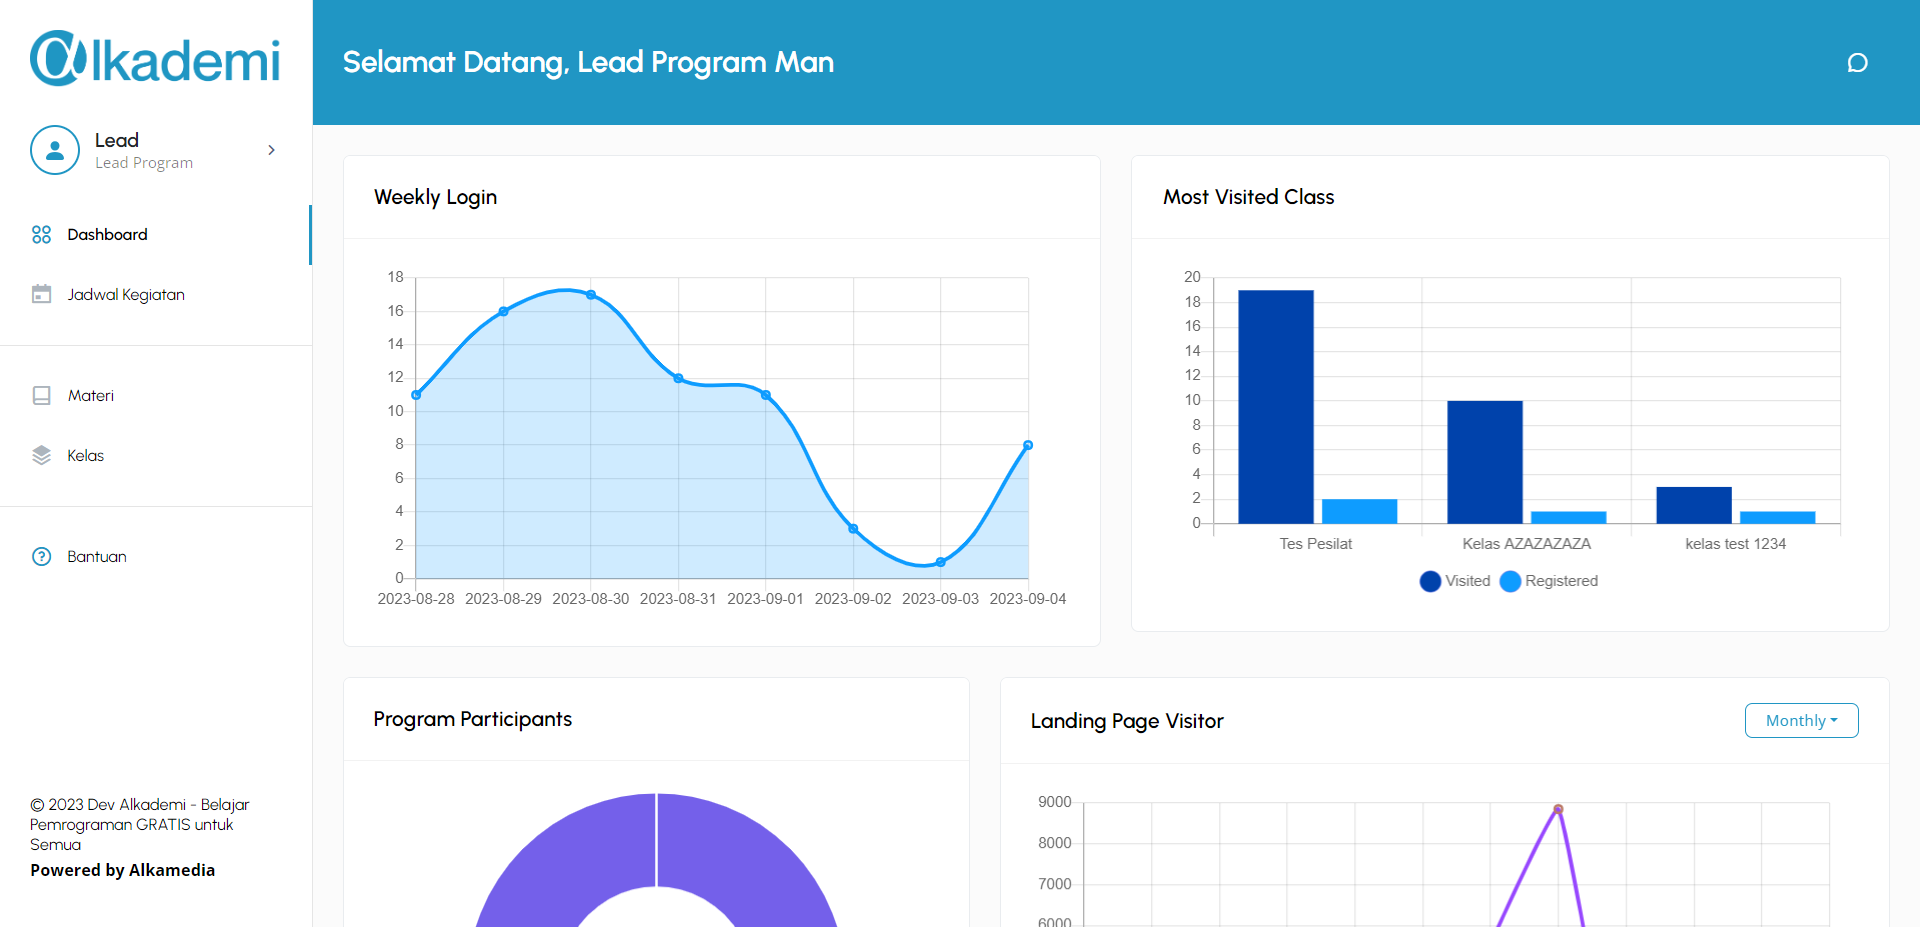 @lkademi
Lead
Lead Program
Dashboard
Jadwal Kegiatan
Materi
Kelas
Bantuan
© 2023 Dev Alkademi - Belajar
Pemrograman GRATIS untuk
Semua
Powered by Alkamedia
Selamat Datang, Lead Program Man
Weekly Login
18
16
14
12
10
8
6
4
2
0
2023-08-28 2023-08-29 2023-08-30 2023-08-31 2023-09-01 2023-09-02 2023-09-03 2023-09-04
Most Visited Class
20
18
16
14
12
10
8
6
4
2
0
Tes Pesilat Kelas AZAZAZAZA kelas test 1234
Visited Registered
Program Participants
Landing Page Visitor
Monthly
9000
8000
7000
6000